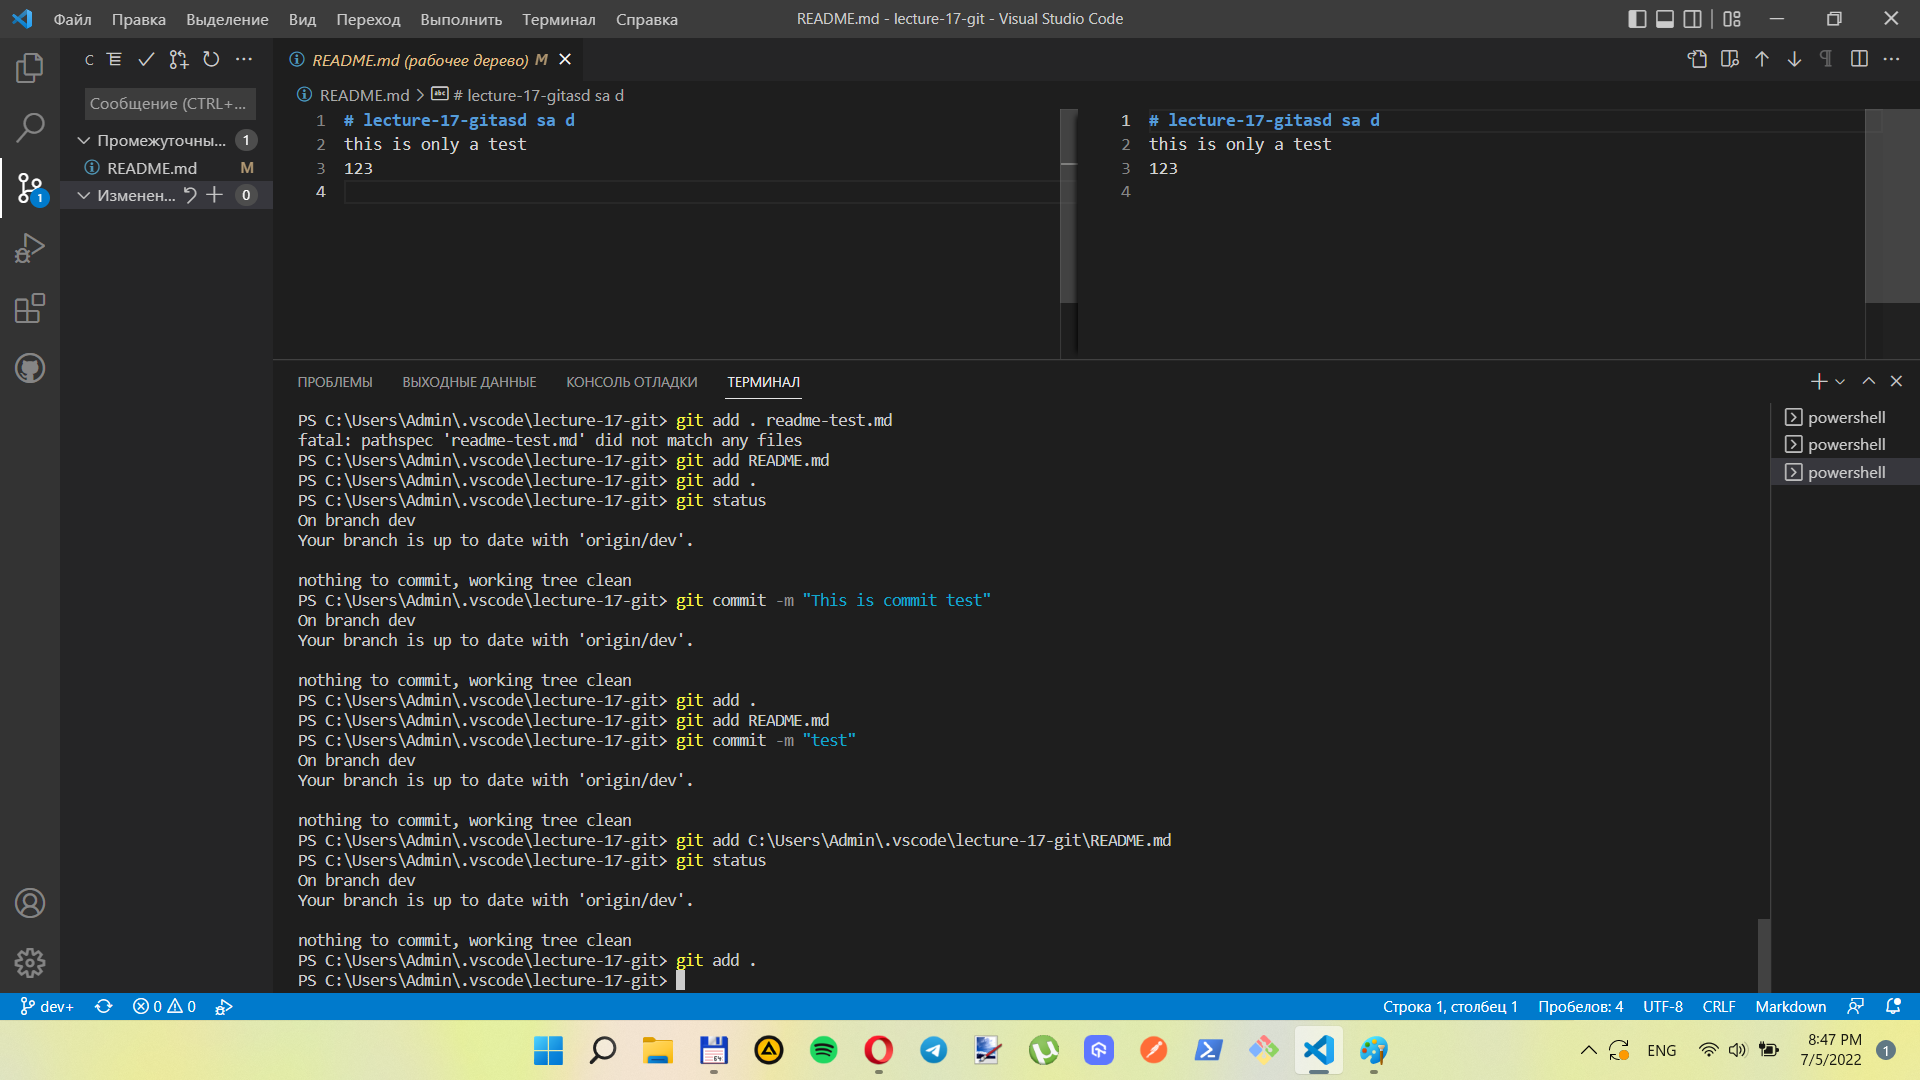 Файл Правка Выделение Вид Переход Выполнить Терминал Справка
README.md - lecture-17-git - Visual Studio Code
С
Сообщение (CTRL+...
Промежуточны... 1
README.md M
Изменен... 0
1
README.md (рабочее дерево) M
README.md > # lecture-17-gitasd sa d
1 # lecture-17-gitasd sa d
2 this is only a test
3 123
4
1 # lecture-17-gitasd sa d
2 this is only a test
3 123
4
ПРОБЛЕМЫ ВЫХОДНЫЕ ДАННЫЕ КОНСОЛЬ ОТЛАДКИ ТЕРМИНАЛ
PS C:\Users\Admin\.vscode\lecture-17-git> git add . readme-test.md
fatal: pathspec 'readme-test.md' did not match any files
PS C:\Users\Admin\.vscode\lecture-17-git> git add README.md
PS C:\Users\Admin\.vscode\lecture-17-git> git add .
PS C:\Users\Admin\.vscode\lecture-17-git> git status
On branch dev
Your branch is up to date with 'origin/dev'.
nothing to commit, working tree clean
PS C:\Users\Admin\.vscode\lecture-17-git> git commit -m "This is commit test"
On branch dev
Your branch is up to date with 'origin/dev'.
nothing to commit, working tree clean
PS C:\Users\Admin\.vscode\lecture-17-git> git add .
PS C:\Users\Admin\.vscode\lecture-17-git> git add README.md
PS C:\Users\Admin\.vscode\lecture-17-git> git commit -m "test"
On branch dev
Your branch is up to date with 'origin/dev'.
nothing to commit, working tree clean
PS C:\Users\Admin\.vscode\lecture-17-git> git add C:\Users\Admin\.vscode\lecture-17-git\README.md
PS C:\Users\Admin\.vscode\lecture-17-git> git status
On branch dev
Your branch is up to date with 'origin/dev'.
nothing to commit, working tree clean
PS C:\Users\Admin\.vscode\lecture-17-git> git add .
PS C:\Users\Admin\.vscode\lecture-17-git>
powershell
powershell
powershell
dev+ 0 0
Строка 1, столбец 1 Пробелов: 4 UTF-8 CRLF Markdown
ENG
8:47 PM
7/5/2022
1